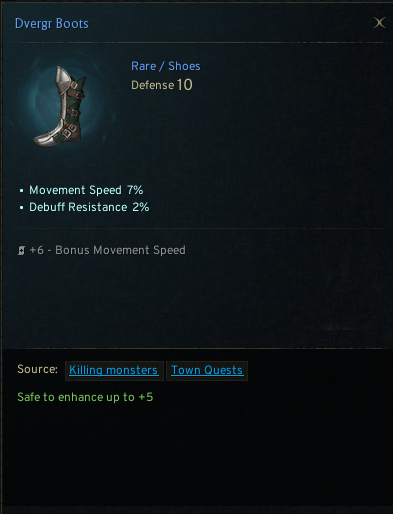 Dvergr Boots
Rare / Shoes
Defense 10
• Movement Speed 7%
• Debuff Resistance 2%
+6 - Bonus Movement Speed
Source: Killing monsters Town Quests
Safe to enhance up to +5